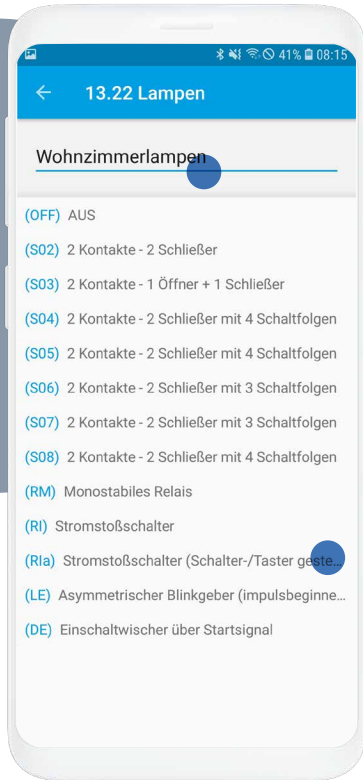 41% 08:15
13.22 Lampen
Wohnzimmerlampen
(OFF) AUS
(S02) 2 Kontakte - 2 Schließer
(S03) 2 Kontakte - 1 Öffner + 1 Schließer
(S04) 2 Kontakte - 2 Schließer mit 4 Schaltfolgen
(S05) 2 Kontakte - 2 Schließer mit 4 Schaltfolgen
(S06) 2 Kontakte - 2 Schließer mit 3 Schaltfolgen
(S07) 2 Kontakte - 2 Schließer mit 3 Schaltfolgen
(S08) 2 Kontakte - 2 Schließer mit 4 Schaltfolgen
(RM) Monostabiles Relais
(RI) Stromstoßschalter
(RIa) Stromstoßschalter (Schalter-/Taster geste...
(LE) Asymmetrischer Blinkgeber (impulsbeginne...
(DE) Einschaltwischer über Startsignal